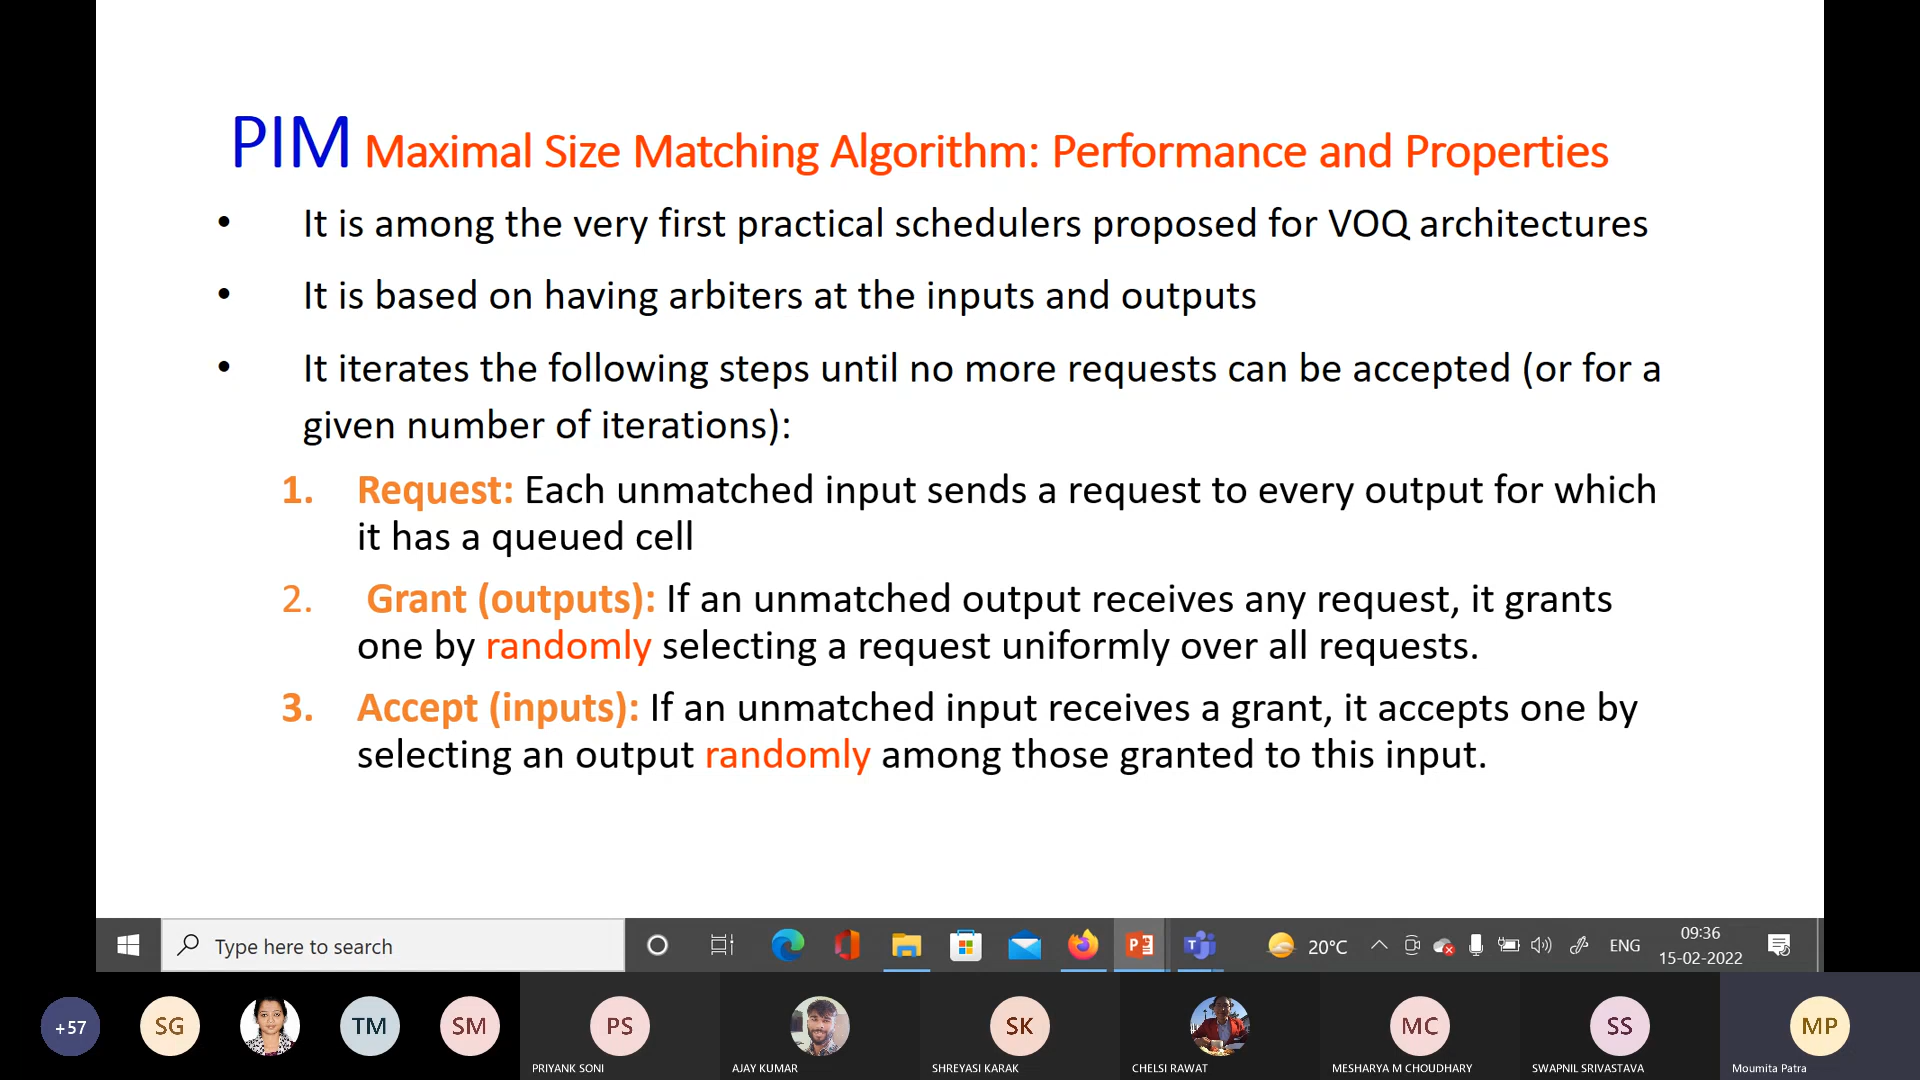 PIM Maximal Size Matching Algorithm: Performance and Properties
• It is among the very first practical schedulers proposed for VOQ architectures
• It is based on having arbiters at the inputs and outputs
• It iterates the following steps until no more requests can be accepted (or for a
given number of iterations):
1. Request: Each unmatched input sends a request to every output for which
it has a queued cell
2. Grant (outputs): If an unmatched output receives any request, it grants
one by randomly selecting a request uniformly over all requests.
3. Accept (inputs): If an unmatched input receives a grant, it accepts one by
selecting an output randomly among those granted to this input.
Type here to search
20°C
ENG
09:36
15-02-2022
+57
SG
TM
SM
PS
SK
MC
SS
MP
PRIYANK SONI
AJAY KUMAR
SHREYASI KARAK
CHELSI RAWAT
MESHARYA M CHOUDHARY
SWAPNIL SRIVASTAVA
Moumita Patra